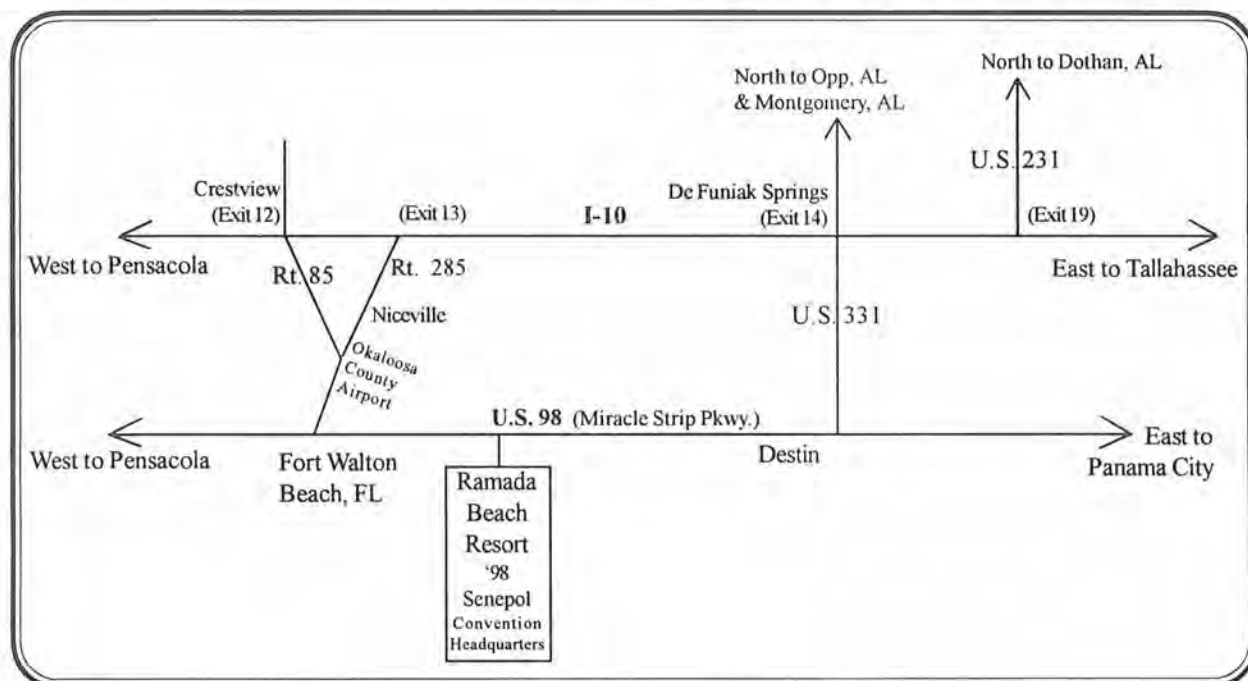 North to Opp, AL
& Montgomery, AL
North to Dothan, AL
U.S. 231
Crestview
(Exit 12)
(Exit 13)
I-10
De Funiak Springs
(Exit 14)
(Exit 19)
West to Pensacola
Rt. 85
Rt. 285
East to Tallahassee
Niceville
U.S. 331
Okaloosa
County
Airport
U.S. 98 (Miracle Strip Pkwy.)
West to Pensacola
Fort Walton
Beach, FL
Destin
East to
Panama City
Ramada
Beach
Resort
'98
Senepol
Convention
Headquarters